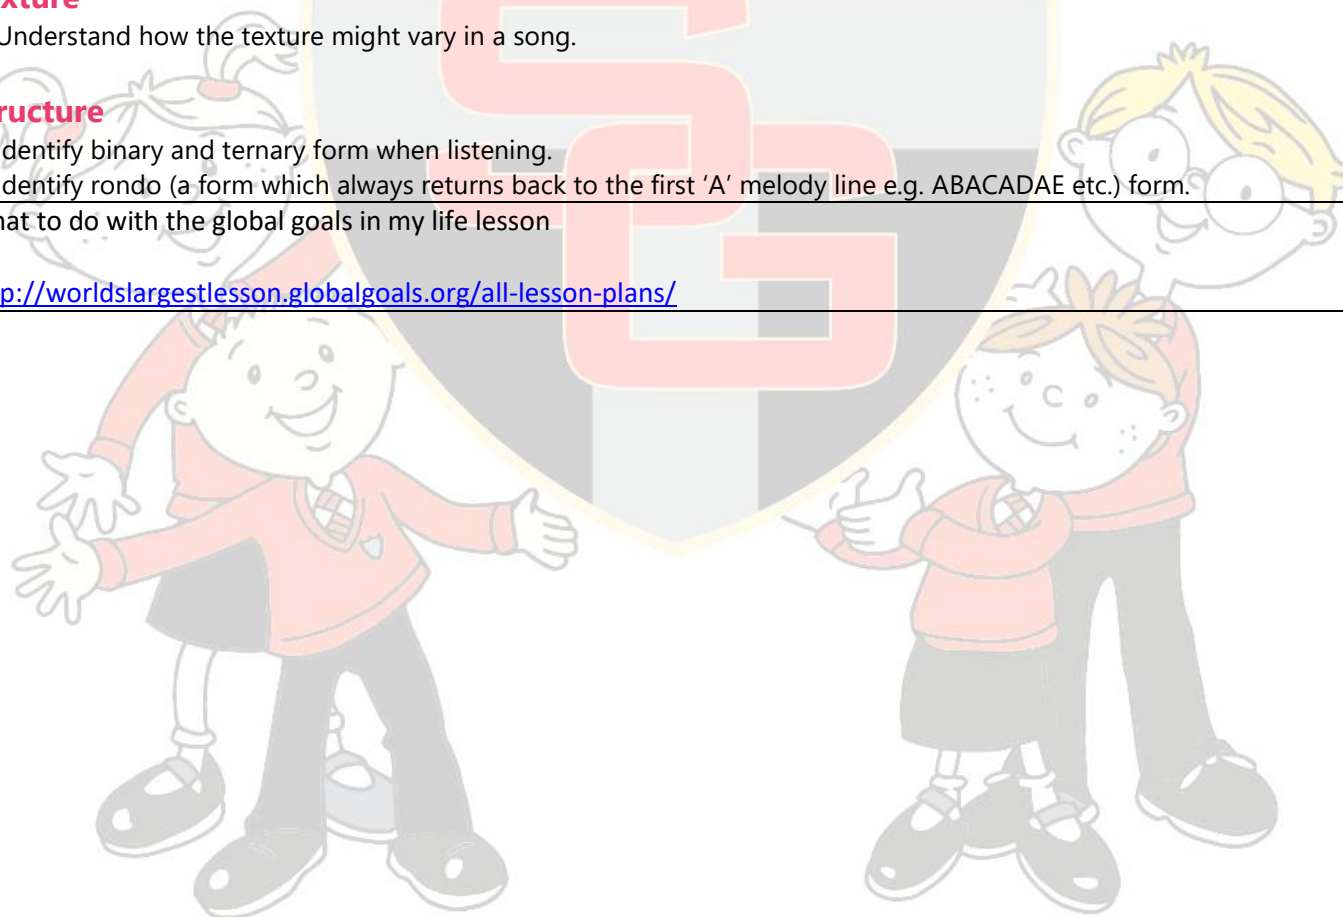 xture
Understand how the texture might vary in a song.
ructure
dentify binary and ternary form when listening.
dentify rondo (a form which always returns back to the first ‘A’ melody line e.g. ABACADAE etc.) form.
hat to do with the global goals in my life lesson
p://worldslargestlesson.globalgoals.org/all-lesson-plans/
SG